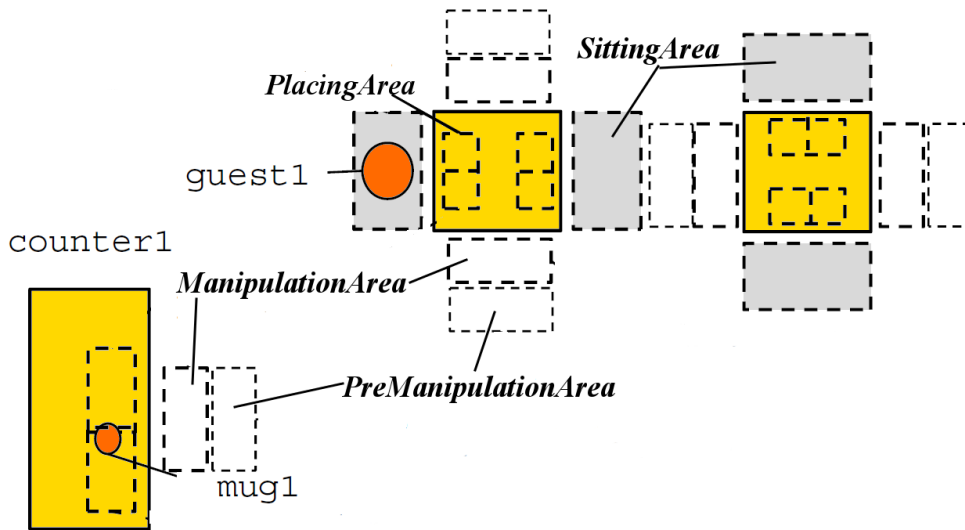 SittingArea
PlacingArea
guest1
counter1
ManipulationArea
PreManipulationArea
mug1